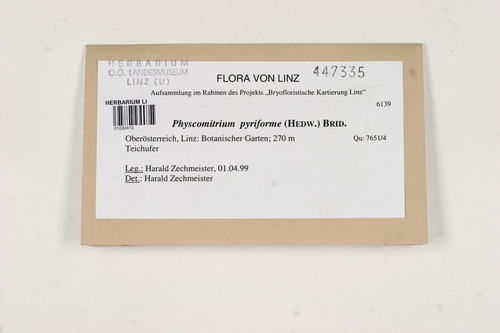 HERBARIUM
O.Ö. LANDESMUSEUM
LINZ (U)
FLORA VON LINZ
447335
Aufsammlung im Rahmen des Projekts „Bryofloristische Kartierung Linz"
HERBARIUM LI
01032413
6139
Physcomitrium pyriforme (HEDW.) BRID.
Oberösterreich, Linz: Botanischer Garten; 270 m
Qu: 7651/4
Teichufer
Leg.: Harald Zechmeister, 01.04.99
Det.: Harald Zechmeister